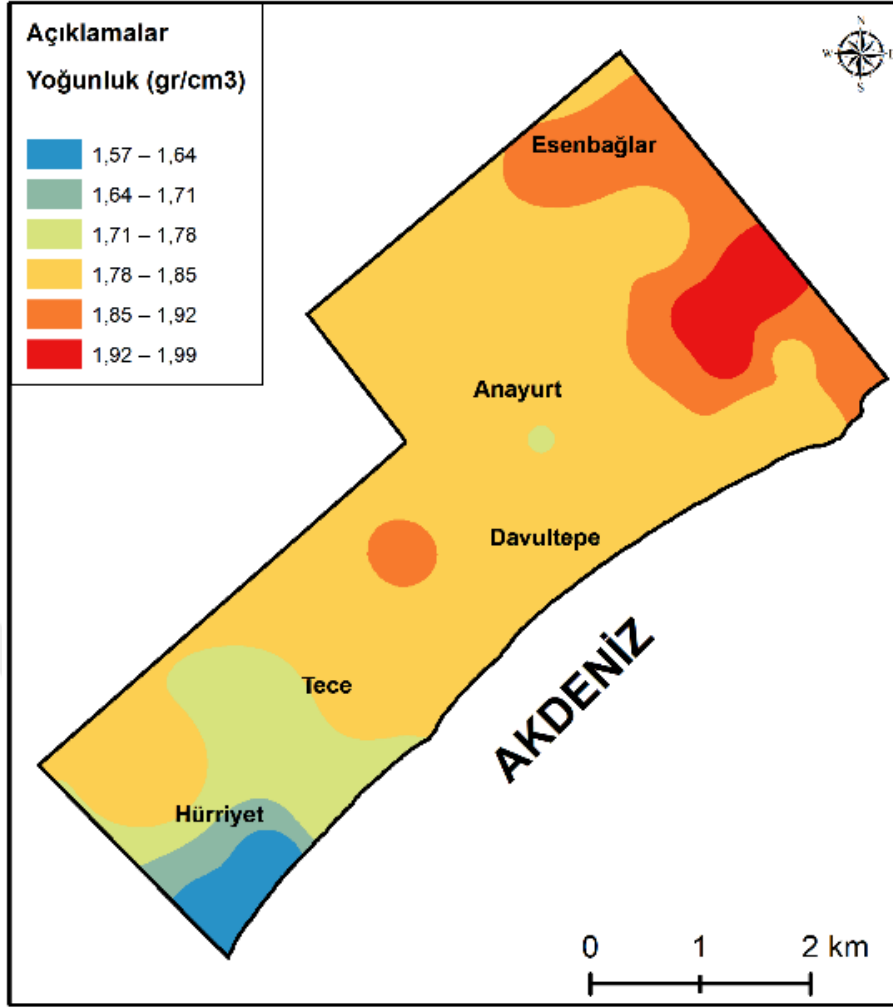 Açıklamalar
Yoğunluk (gr/cm3)
1,57 – 1,64
1,64 – 1,71
1,71 – 1,78
1,78 – 1,85
1,85 – 1,92
1,92 – 1,99
N
W
S
Esenbağlar
Anayurt
Davultepe
Tece
AKDENİZ
Hürriyet
0 1 2 km